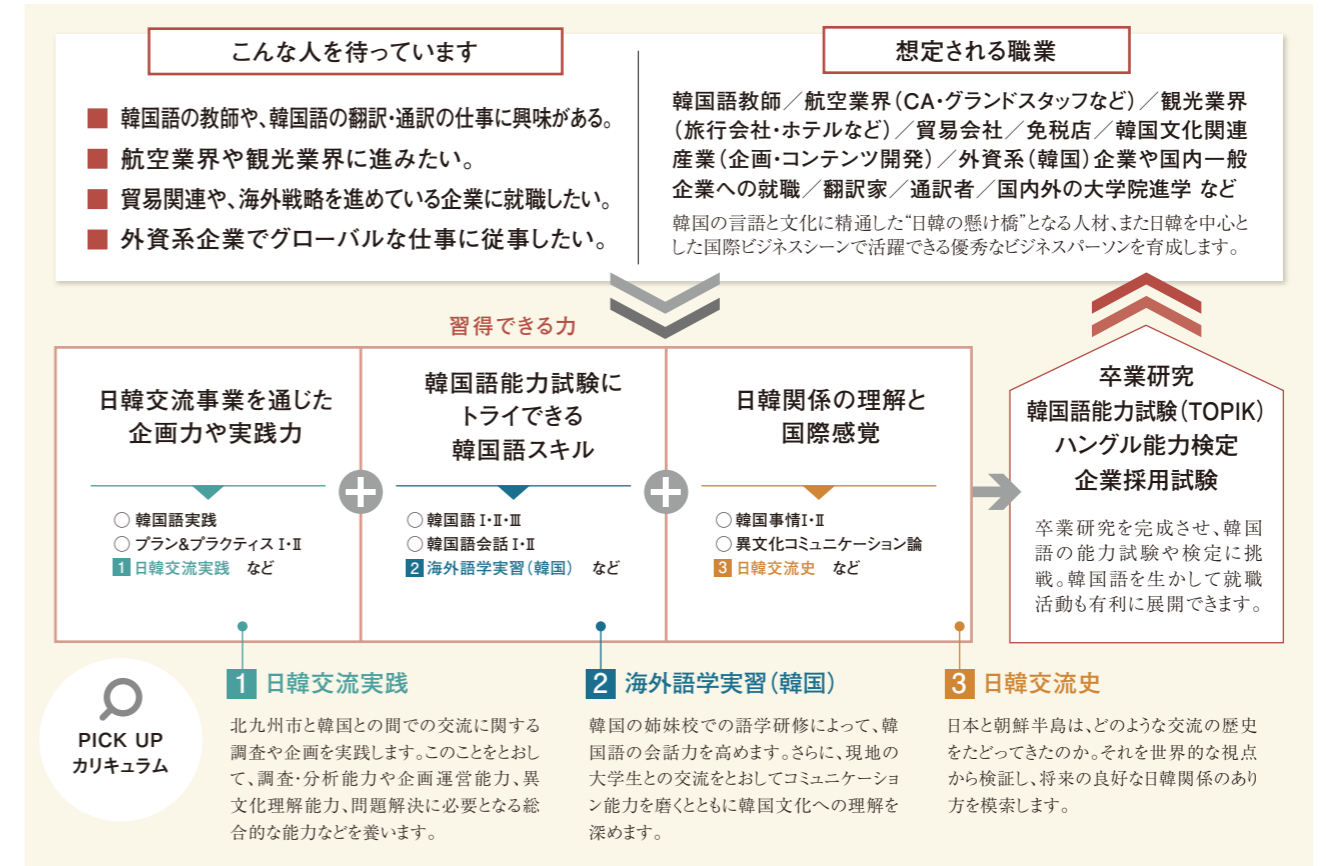 こんな人を待っています
■ 韓国語の教師や、韓国語の翻訳・通訳の仕事に興味がある。
■ 航空業界や観光業界に進みたい。
■ 貿易関連や、海外戦略を進めている企業に就職したい。
■ 外資系企業でグローバルな仕事に従事したい。
想定される職業
韓国語教師／航空業界（CA・グランドスタッフなど）／観光業界
（旅行会社・ホテルなど）／貿易会社／免税店／韓国文化関連
産業（企画・コンテンツ開発）／外資系（韓国）企業や国内一般
企業への就職／翻訳家／通訳者／国内外の大学院進学 など
韓国の言語と文化に精通した“日韓の懸け橋”となる人材、また日韓を中心と
した国際ビジネスシーンで活躍できる優秀なビジネスパーソンを育成します。
習得できる力
日韓交流事業を通じた
企画力や実践力
○ 韓国語実践
○ プラン&プラクティス I・II
1 日韓交流実践 など
韓国語能力試験に
トライできる
韓国語スキル
○ 韓国語 I・II・III
○ 韓国語会話 I・II
2 海外語学実習（韓国） など
日韓関係の理解と
国際感覚
○ 韓国事情I・II
○ 異文化コミュニケーション論
3 日韓交流史 など
卒業研究
韓国語能力試験（TOPIK）
ハングル能力検定
企業採用試験
卒業研究を完成させ、韓国
語の能力試験や検定に挑
戦。韓国語を生かして就職
活動も有利に展開できます。
PICK UP
カリキュラム
1 日韓交流実践
北九州市と韓国との間での交流に関する
調査や企画を実践します。このことをとおし
て、調査・分析能力や企画運営能力、異
文化理解能力、問題解決に必要となる総
合的な能力などを養います。
2 海外語学実習（韓国）
韓国の姉妹校での語学研修によって、韓
国語の会話力を高めます。さらに、現地の
大学生との交流をとおしてコミュニケーショ
ン能力を磨くとともに韓国文化への理解を
深めます。
3 日韓交流史
日本と朝鮮半島は、どのような交流の歴史
をたどってきたのか。それを世界的な視点
から検証し、将来の良好な日韓関係のあり
方を模索します。